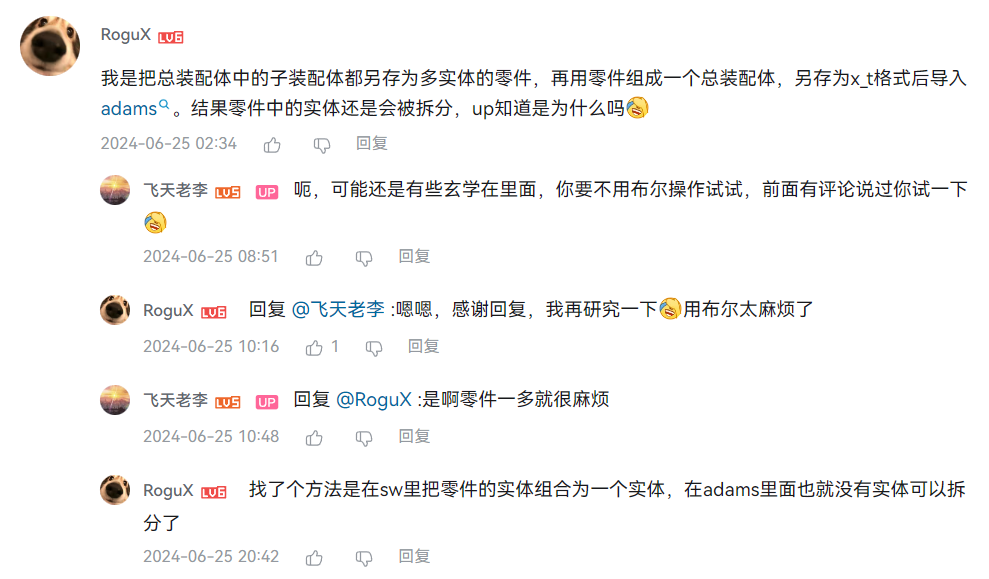 RoguX LV6
我是把总装配体中的子装配体都另存为多实体的零件，再用零件组成一个总装配体，另存为x_t格式后导入
adams。结果零件中的实体还是会被拆分，up知道是为什么吗
2024-06-25 02:34 回复
飞天老李 LV5 UP 呃，可能还是有些玄学在里面，你要不用布尔操作试试，前面有评论说过你试一下
2024-06-25 08:51 回复
RoguX LV6 回复 @飞天老李 :嗯嗯，感谢回复，我再研究一下用布尔太麻烦了
2024-06-25 10:16 1 回复
飞天老李 LV5 UP 回复 @RoguX :是啊零件一多就很麻烦
2024-06-25 10:48 回复
RoguX LV6 找了个方法是在sw里把零件的实体组合为一个实体，在adams里面也就没有实体可以拆
分了
2024-06-25 20:42 回复